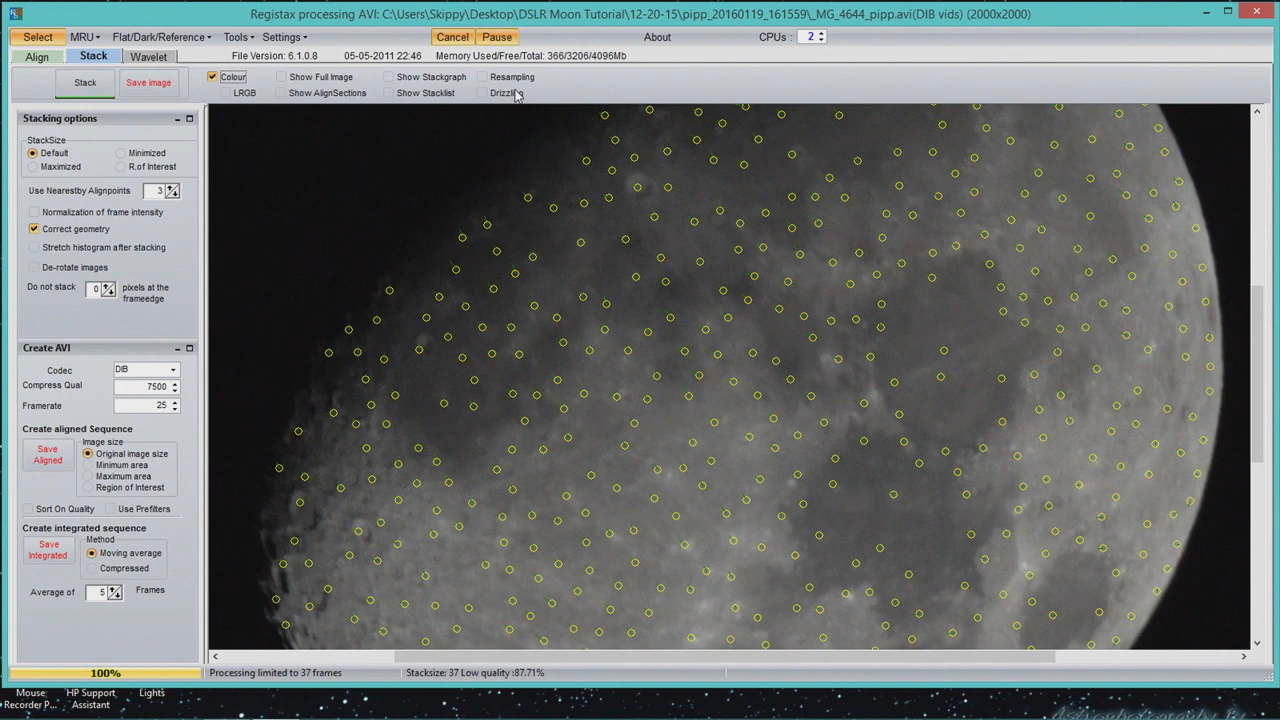 Registax processing AVI: C:\Users\Skippy\Desktop\DSLR Moon Tutorial\12-20-15\pipp_20160119_161559\_MG_4644_pipp.avi(DIB vids) (2000x2000)
Select MRU Flat/Dark/Reference Tools Settings Cancel Pause About CPUs : 2
Align Stack Wavelet File Version: 6.1.0.8 05-05-2011 22:46 Memory Used/Free/Total: 366/3206/4096Mb
Stack Save image
Colour Show Full Image Show Stackgraph Resampling
LRGB Show AlignSections Show Stacklist
Stacking options
StackSize
Default Minimized
Maximized R.of Interest
Use Nearestby Alignpoints 3
Normalization of frame intensity
Correct geometry
Stretch histogram after stacking
De-rotate images
Do not stack 0 pixels at the
frameedge
Create AVI
Codec DIB
Compress Qual 7500
Framerate 25
Create aligned Sequence
Save
Aligned
Image size
Original image size
Minimum area
Maximum area
Region of Interest
Sort On Quality Use Prefilters
Create integrated sequence
Save
Integrated
Method
Moving average
Compressed
Average of 5 Frames
100% Processing limited to 37 frames Stacksize: 37 Low quality :87.71%
Mouse HP Support Lights
Recorder P... Assistant